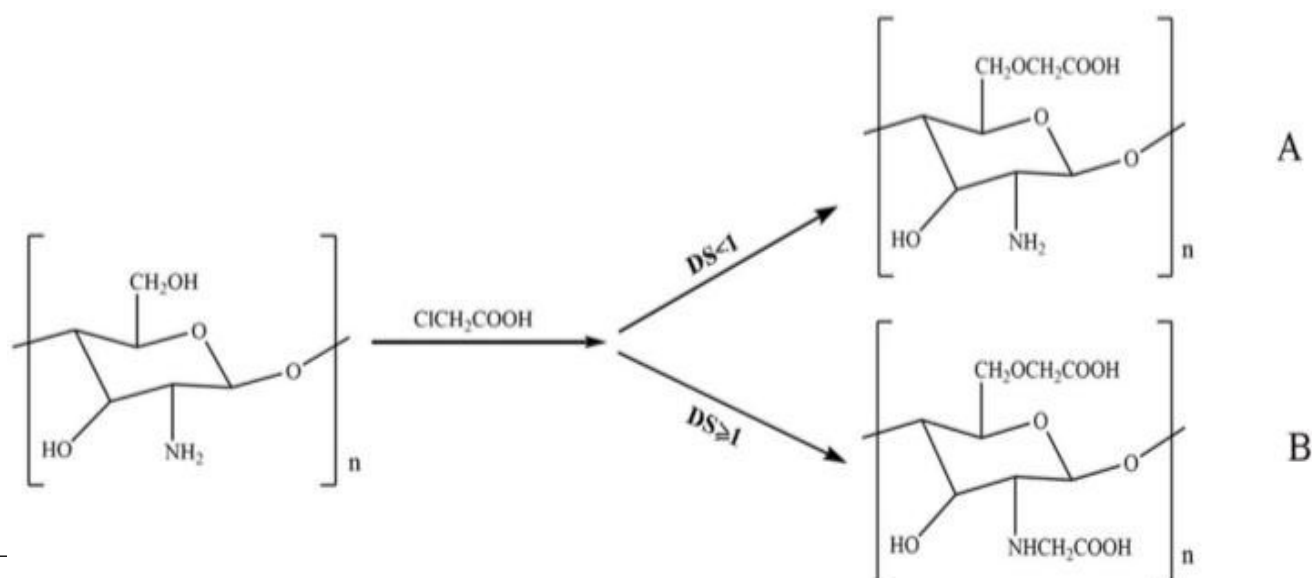 CH₂OH
O
O
HO
NH₂
n
ClCH₂COOH
DS<1
DS≧1
CH₂OCH₂COOH
O
O
HO
NH₂
n
A
CH₂OCH₂COOH
O
O
HO
NHCH₂COOH
n
B